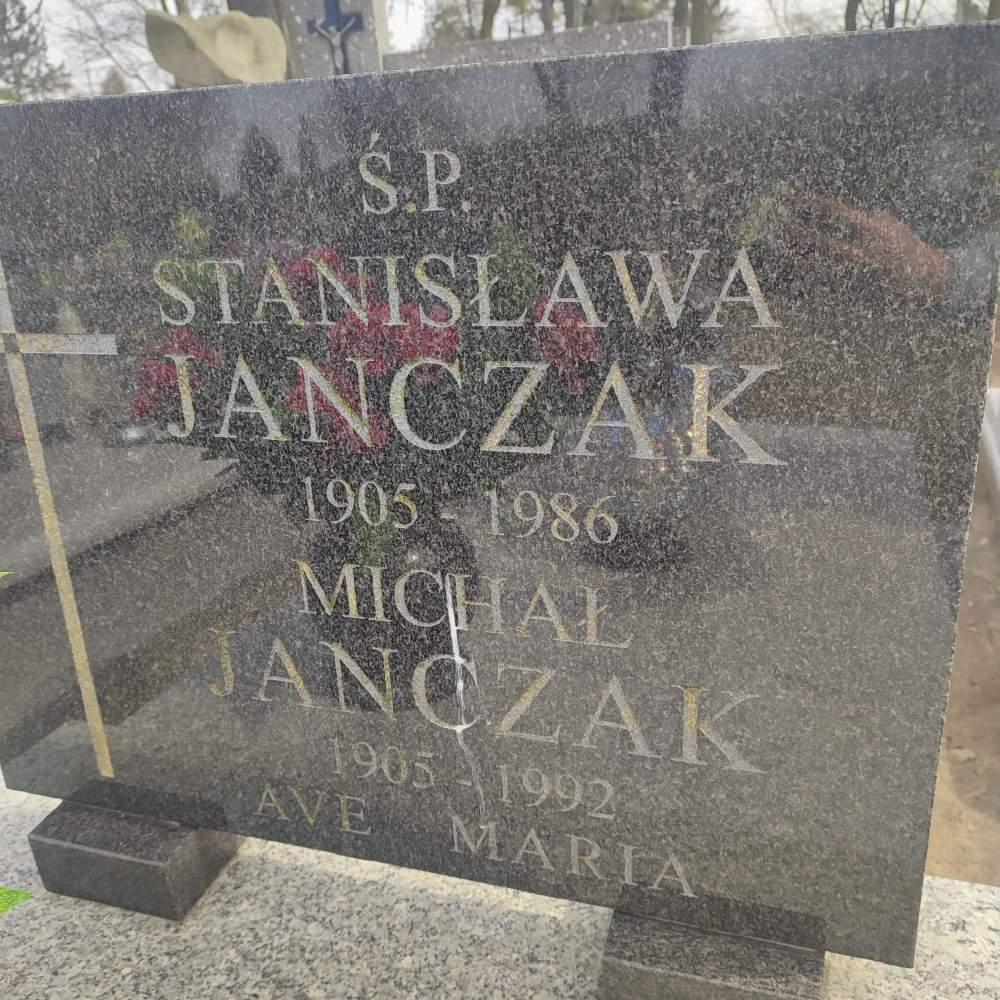 Ś.P.
STANISŁAWA
JANCZAK
1905 - 1986
MICHAŁ
JANCZAK
1905 - 1992
AVE MARIA